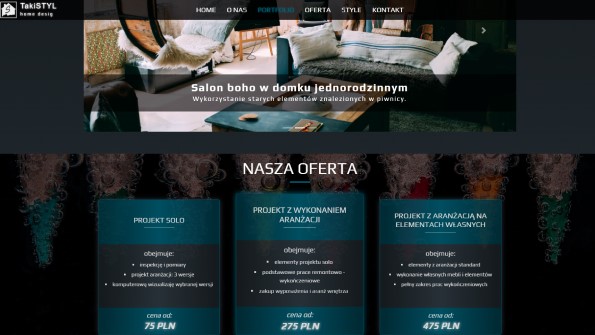 TakiSTYL
home desig
HOME O NAS PORTFOLIO OFERTA STYLE KONTAKT
Salon boho w domku jednorodzinnym
Wykorzystanie starych elementów znalezionych w piwnicy.
NASZA OFERTA
PROJEKT SOLO
obejmuje:
inspekcję i pomiary
projekt aranżacji: 3 wersje
komputerową wizualizację wybranej wersji
cena od:
75 PLN
PROJEKT Z WYKONANIEM
ARANŻACJI
obejmuje:
elementy projektu solo
podstawowe prace remontowo -
wykończeniowe
zakup wyposażenia i aranż wnętrza
cena od:
275 PLN
PROJEKT Z ARANŻACJĄ NA
ELEMENTACH WŁASNYCH
obejmuje:
elementy z aranżacji standard
wykonanie własnych mebli i elementów
pełny zakres prac wykończeniowych
cena od:
475 PLN